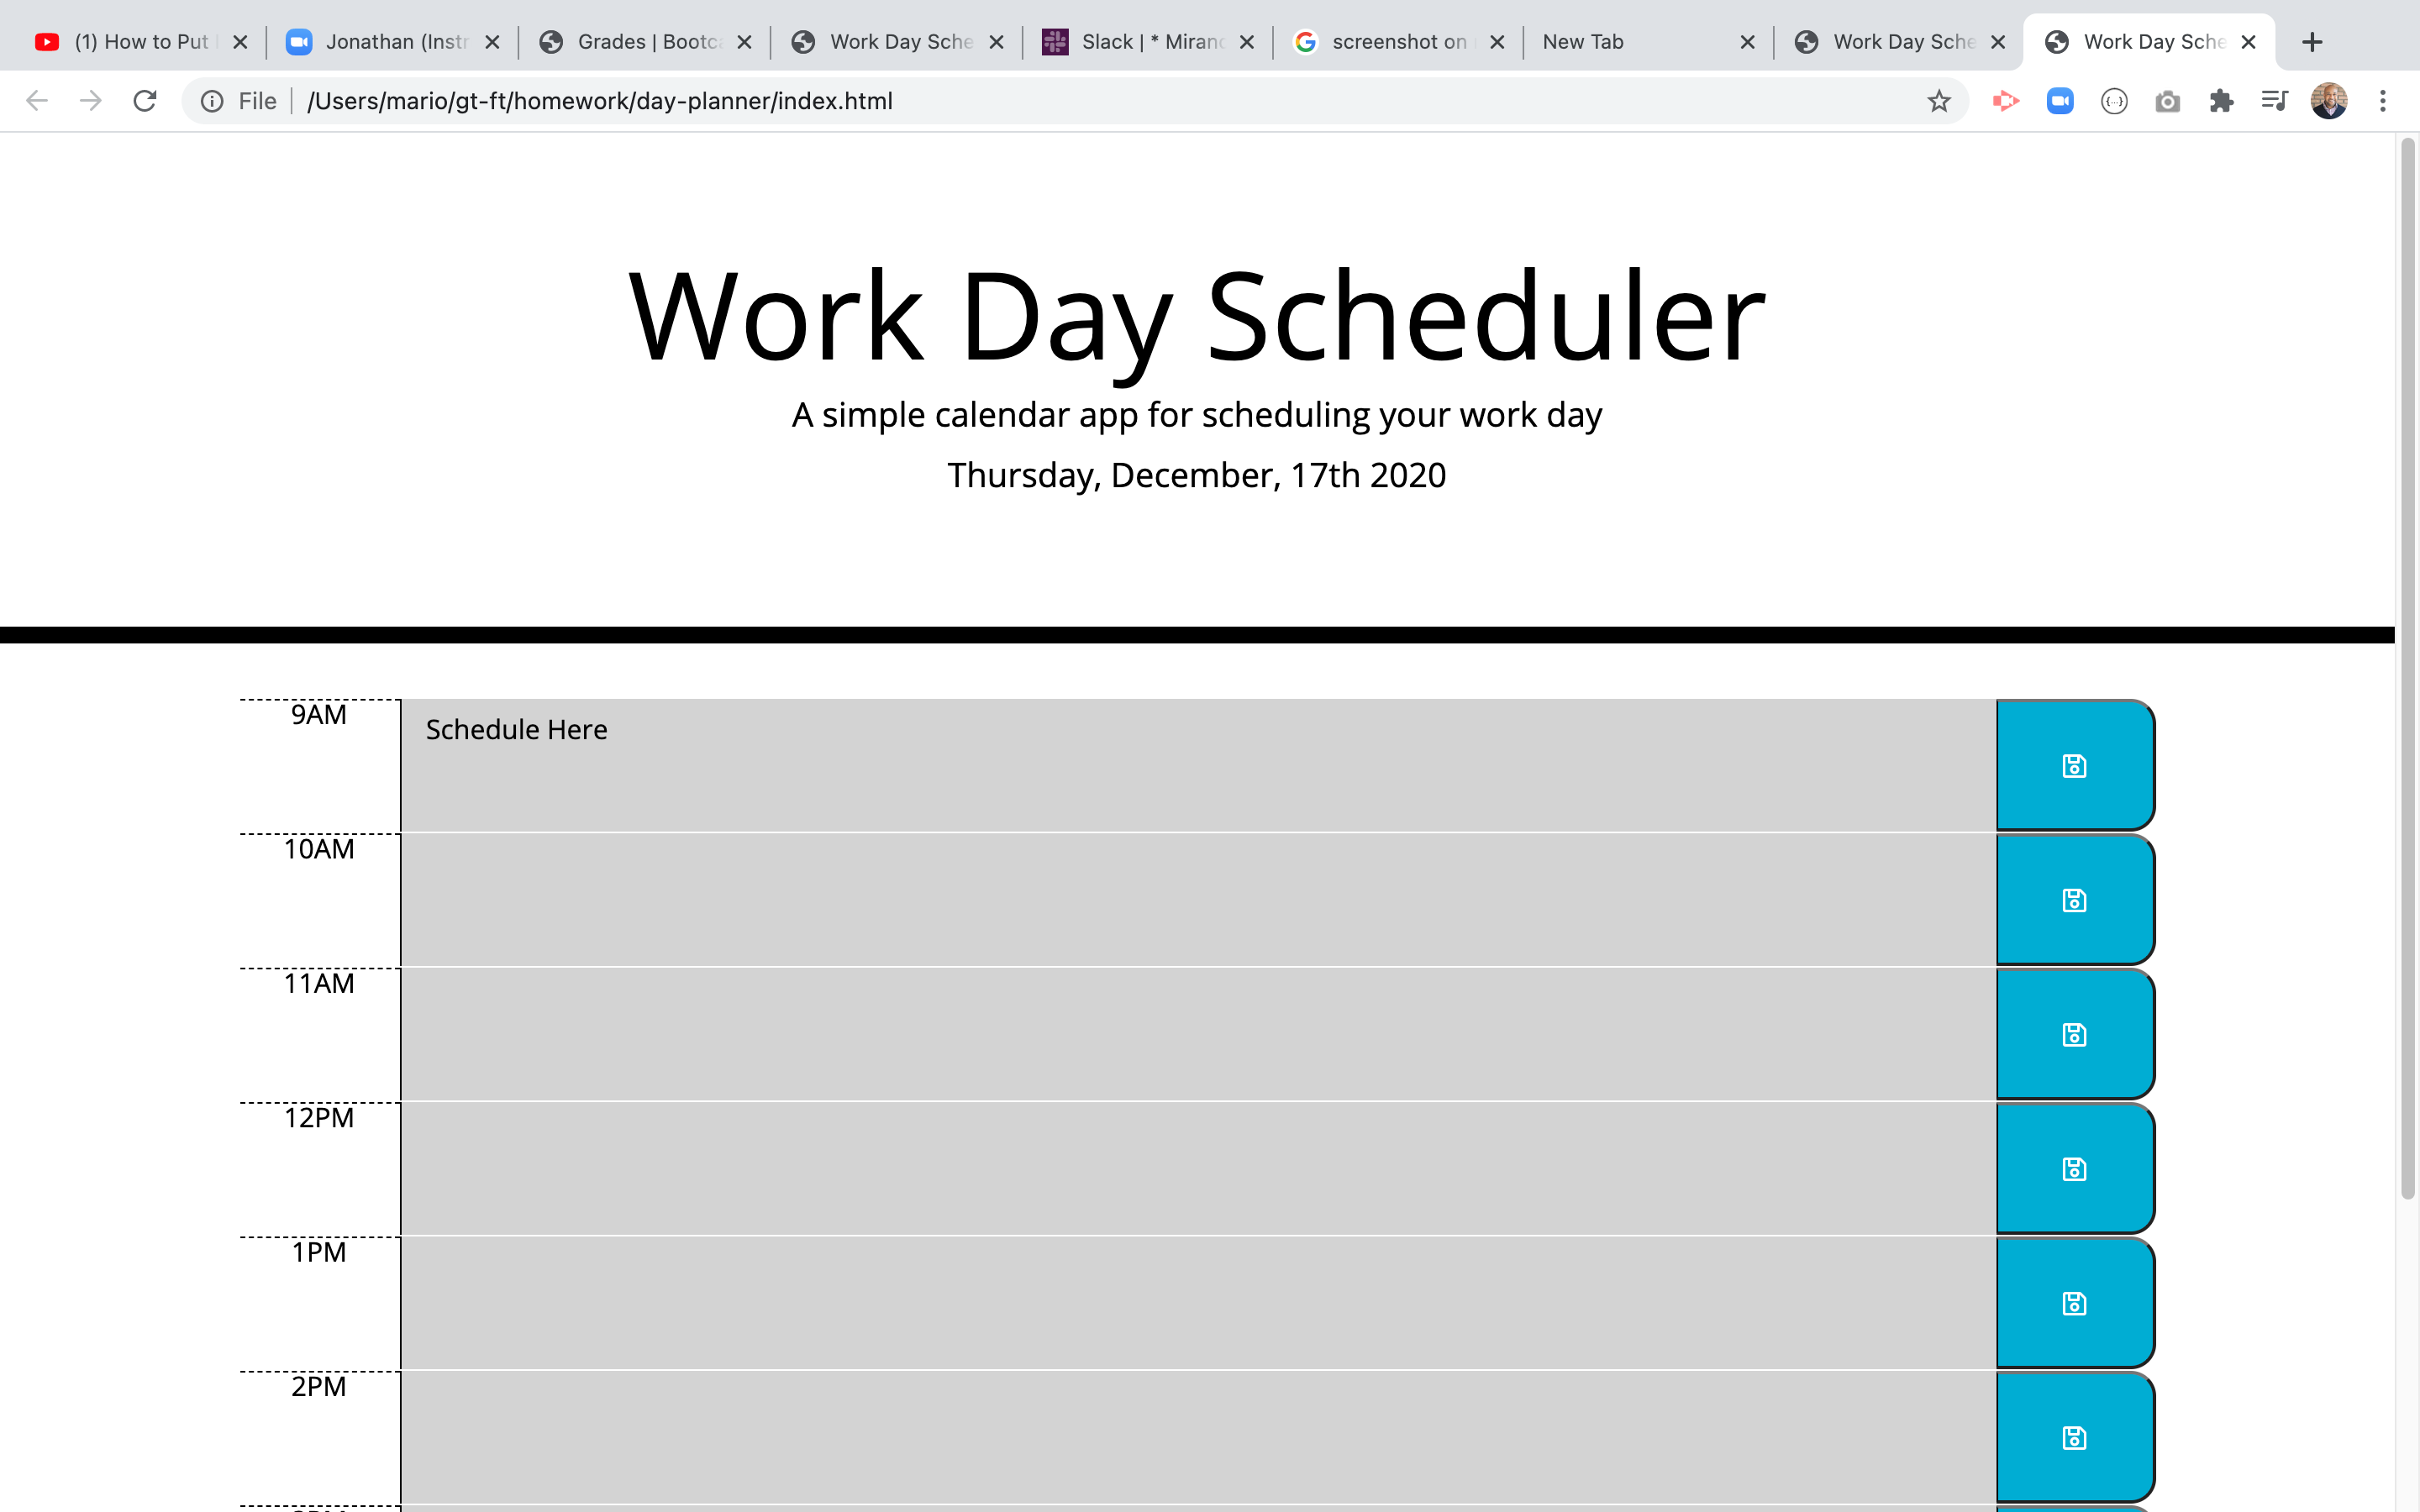 (1) How to Put
Jonathan (Instr
Grades | Bootca
Work Day Sche
Slack | * Miranc
screenshot on
New Tab
Work Day Sche
Work Day Sche
File
/Users/mario/gt-ft/homework/day-planner/index.html
Work Day Scheduler
A simple calendar app for scheduling your work day
Thursday, December, 17th 2020
9AM
Schedule Here
10AM
11AM
12PM
1PM
2PM